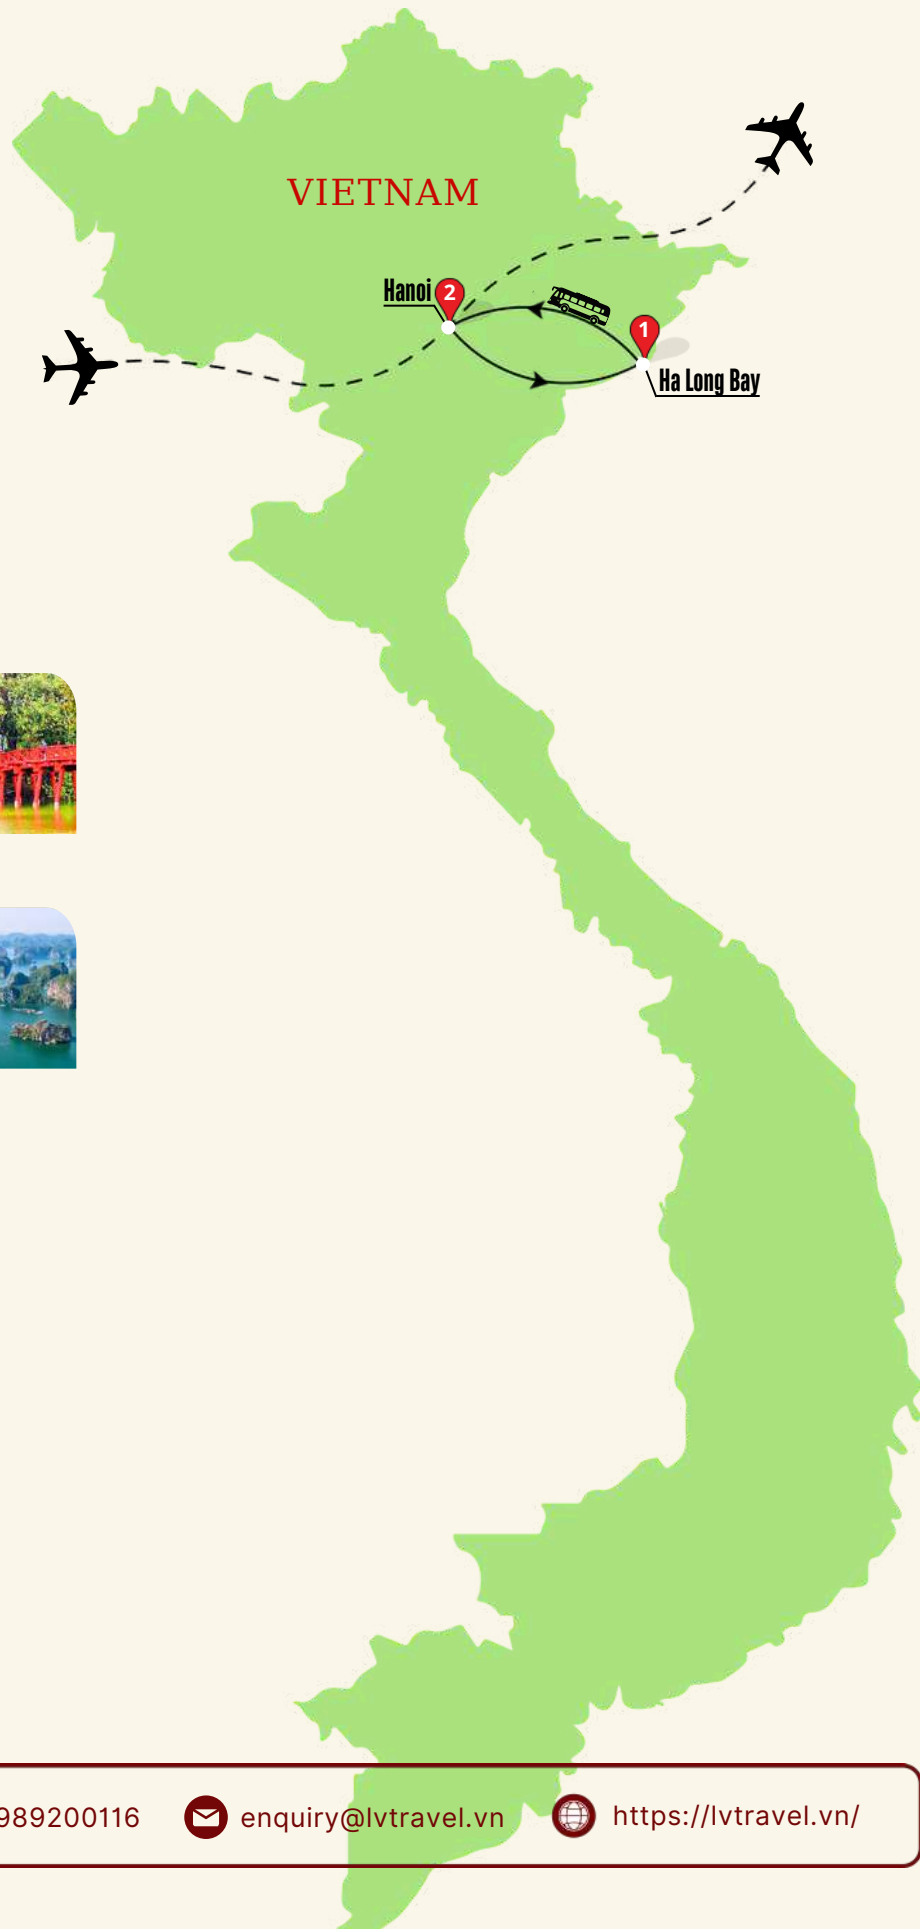 VIETNAM
Hanoi
2
1
Ha Long Bay
989200116
enquiry@lvtravel.vn
https://lvtravel.vn/